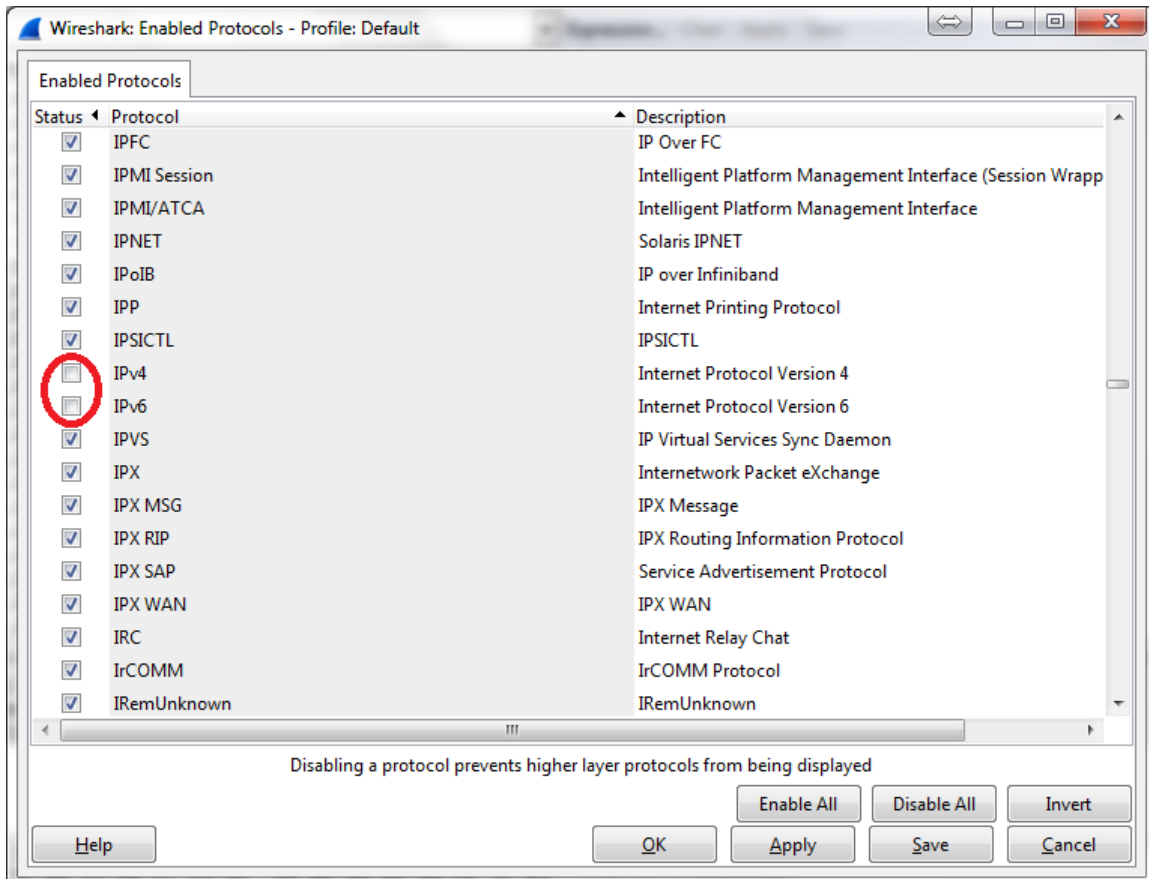 Wireshark: Enabled Protocols - Profile: Default
Enabled Protocols
Status Protocol Description
IPFC IP Over FC
IPMI Session Intelligent Platform Management Interface (Session Wrapp
IPMI/ATCA Intelligent Platform Management Interface
IPNET Solaris IPNET
IPoIB IP over Infiniband
IPP Internet Printing Protocol
IPSICTL IPSICTL
IPv4 Internet Protocol Version 4
IPv6 Internet Protocol Version 6
IPVS IP Virtual Services Sync Daemon
IPX Internetwork Packet eXchange
IPX MSG IPX Message
IPX RIP IPX Routing Information Protocol
IPX SAP Service Advertisement Protocol
IPX WAN IPX WAN
IRC Internet Relay Chat
IrCOMM IrCOMM Protocol
IRemUnknown IRemUnknown
Disabling a protocol prevents higher layer protocols from being displayed
Enable All Disable All Invert
Help OK Apply Save Cancel